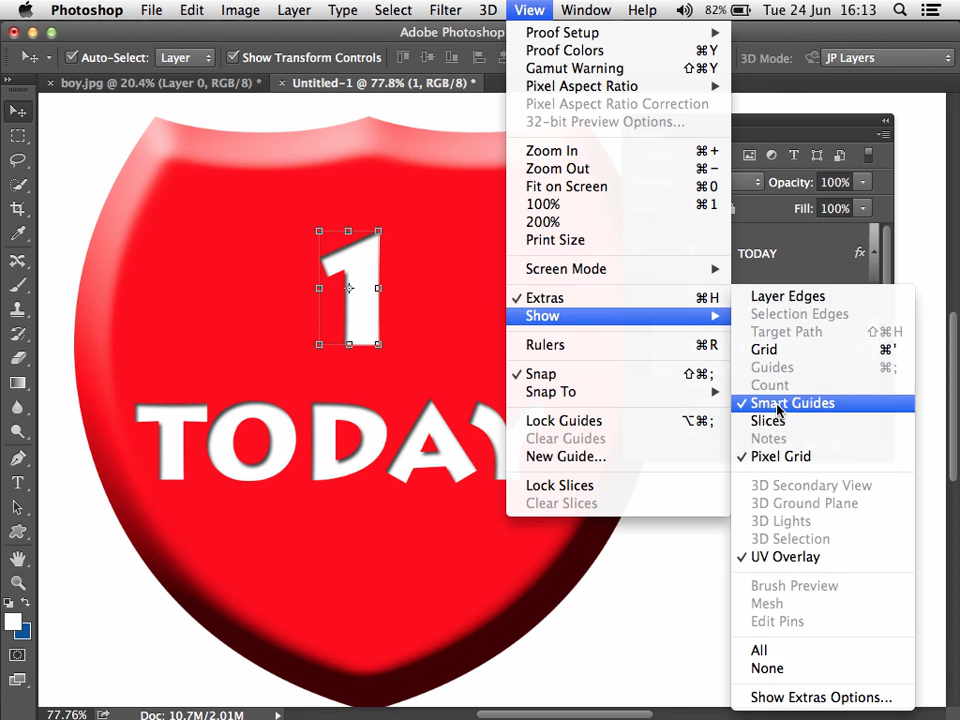 Photoshop File Edit Image Layer Type Select Filter 3D View Window Help 82% Tue 24 Jun 16:13
Adobe Photoshop
Auto-Select: Layer Show Transform Controls 3D Mode: JP Layers
boy.jpg @ 20.4% (Layer 0, RGB/8) * Untitled-1 @ 77.8% (1, RGB/8) *
Proof Setup
Proof Colors ⌘Y
Gamut Warning ⇧⌘Y
Pixel Aspect Ratio
Pixel Aspect Ratio Correction
32-bit Preview Options...
Zoom In ⌘+
Zoom Out ⌘−
Fit on Screen ⌘0
100% ⌘1
200%
Print Size
Screen Mode
✓ Extras ⌘H
Show
Rulers ⌘R
✓ Snap ⇧⌘;
Snap To
Lock Guides ⌥⌘;
Clear Guides
New Guide...
Lock Slices
Clear Slices
Opacity: 100%
Fill: 100%
TODAY fx
Layer Edges
Selection Edges
Target Path ⇧⌘H
Grid ⌘'
Guides ⌘;
Count
✓ Smart Guides
Slices
Notes
✓ Pixel Grid
3D Secondary View
3D Ground Plane
3D Lights
3D Selection
✓ UV Overlay
Brush Preview
Mesh
Edit Pins
All
None
Show Extras Options...
1
TODAY
77.76% Doc: 10.7M/2.01M